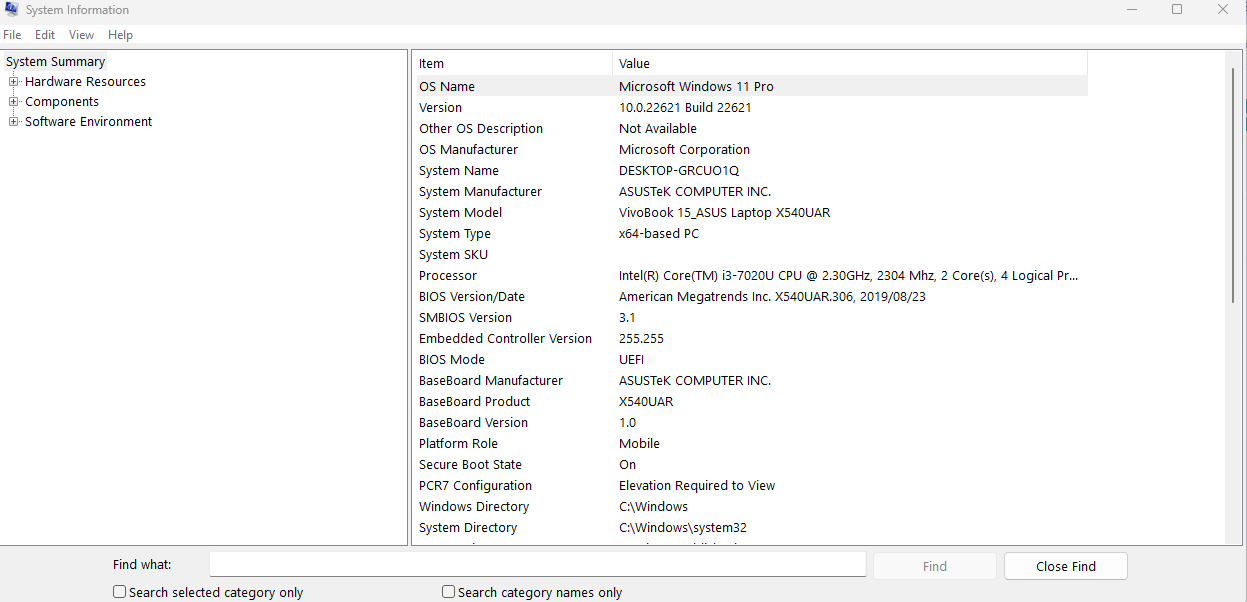 System Information
File Edit View Help
System Summary
Hardware Resources
Components
Software Environment
Item Value
OS Name Microsoft Windows 11 Pro
Version 10.0.22621 Build 22621
Other OS Description Not Available
OS Manufacturer Microsoft Corporation
System Name DESKTOP-GRCUO1Q
System Manufacturer ASUSTeK COMPUTER INC.
System Model VivoBook 15_ASUS Laptop X540UAR
System Type x64-based PC
System SKU
Processor Intel(R) Core(TM) i3-7020U CPU @ 2.30GHz, 2304 Mhz, 2 Core(s), 4 Logical Pr...
BIOS Version/Date American Megatrends Inc. X540UAR.306, 2019/08/23
SMBIOS Version 3.1
Embedded Controller Version 255.255
BIOS Mode UEFI
BaseBoard Manufacturer ASUSTeK COMPUTER INC.
BaseBoard Product X540UAR
BaseBoard Version 1.0
Platform Role Mobile
Secure Boot State On
PCR7 Configuration Elevation Required to View
Windows Directory C:\Windows
System Directory C:\Windows\system32
Find what: Find Close Find
Search selected category only Search category names only